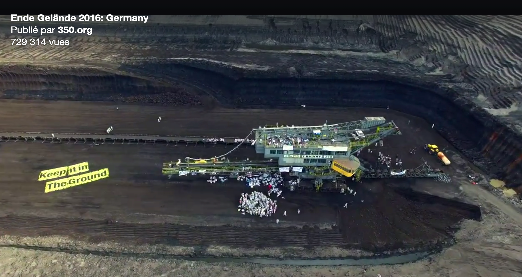 Ende Gelände 2016: Germany
Publié par 350.org
729 314 vues
Keep it in
The Ground